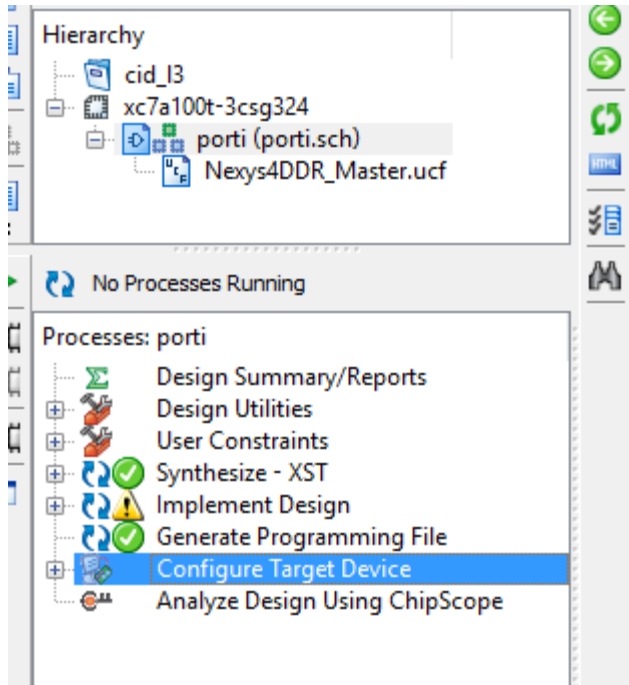 Hierarchy
cid_l3
xc7a100t-3csg324
porti (porti.sch)
Nexys4DDR_Master.ucf
HTML
No Processes Running
Processes: porti
Design Summary/Reports
Design Utilities
User Constraints
Synthesize - XST
Implement Design
Generate Programming File
Configure Target Device
Analyze Design Using ChipScope